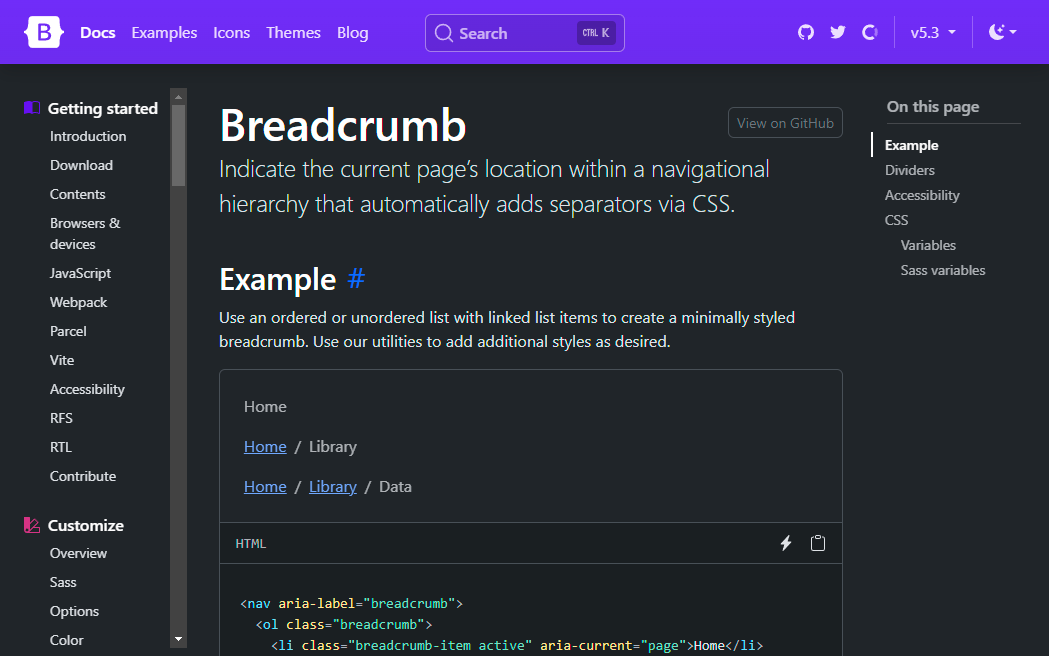 B Docs Examples Icons Themes Blog Search CTRL K v5.3
Getting started
Introduction
Download
Contents
Browsers &
devices
JavaScript
Webpack
Parcel
Vite
Accessibility
RFS
RTL
Contribute
Customize
Overview
Sass
Options
Color
Breadcrumb
View on GitHub
Indicate the current page’s location within a navigational
hierarchy that automatically adds separators via CSS.
Example #
Use an ordered or unordered list with linked list items to create a minimally styled
breadcrumb. Use our utilities to add additional styles as desired.
Home
Home / Library
Home / Library / Data
HTML
<nav aria-label="breadcrumb">
<ol class="breadcrumb">
<li class="breadcrumb-item active" aria-current="page">Home</li>
On this page
Example
Dividers
Accessibility
CSS
Variables
Sass variables